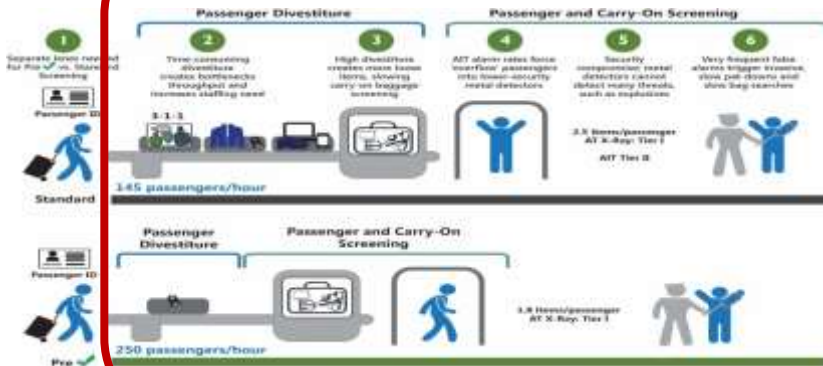 Passenger Divestiture
Passenger and Carry-On Screening
1
Separate lanes needed
for Pre ✓ vs. Standard
Screening
2
Time-consuming
divestiture
creates bottlenecks
throughput and
increases staffing need
3
High divestiture
creates more loose
items, slowing
carry-on baggage
screening
4
AIT alarm rates force
'overflow' passengers
into lower-security
metal detectors
5
Security
compromise: metal
detectors cannot
detect many threats,
such as explosives
6
Very frequent false
alarms trigger invasive,
slow pat-downs and
slow bag searches
Passenger ID
3-1-1
2.5 items/passenger
AT X-Ray: Tier I
AIT Tier II
145 passengers/hour
Standard
Passenger
Divestiture
Passenger and Carry-On
Screening
Passenger ID
1.8 items/passenger
AT X-Ray: Tier I
250 passengers/hour
Pre ✓